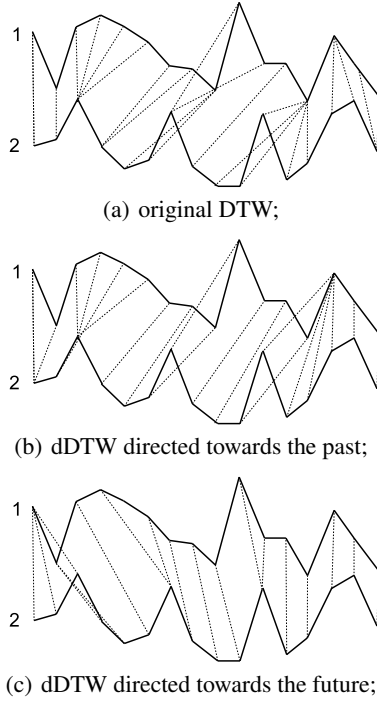 1
2
(a) original DTW;
1
2
(b) dDTW directed towards the past;
1
2
(c) dDTW directed towards the future;